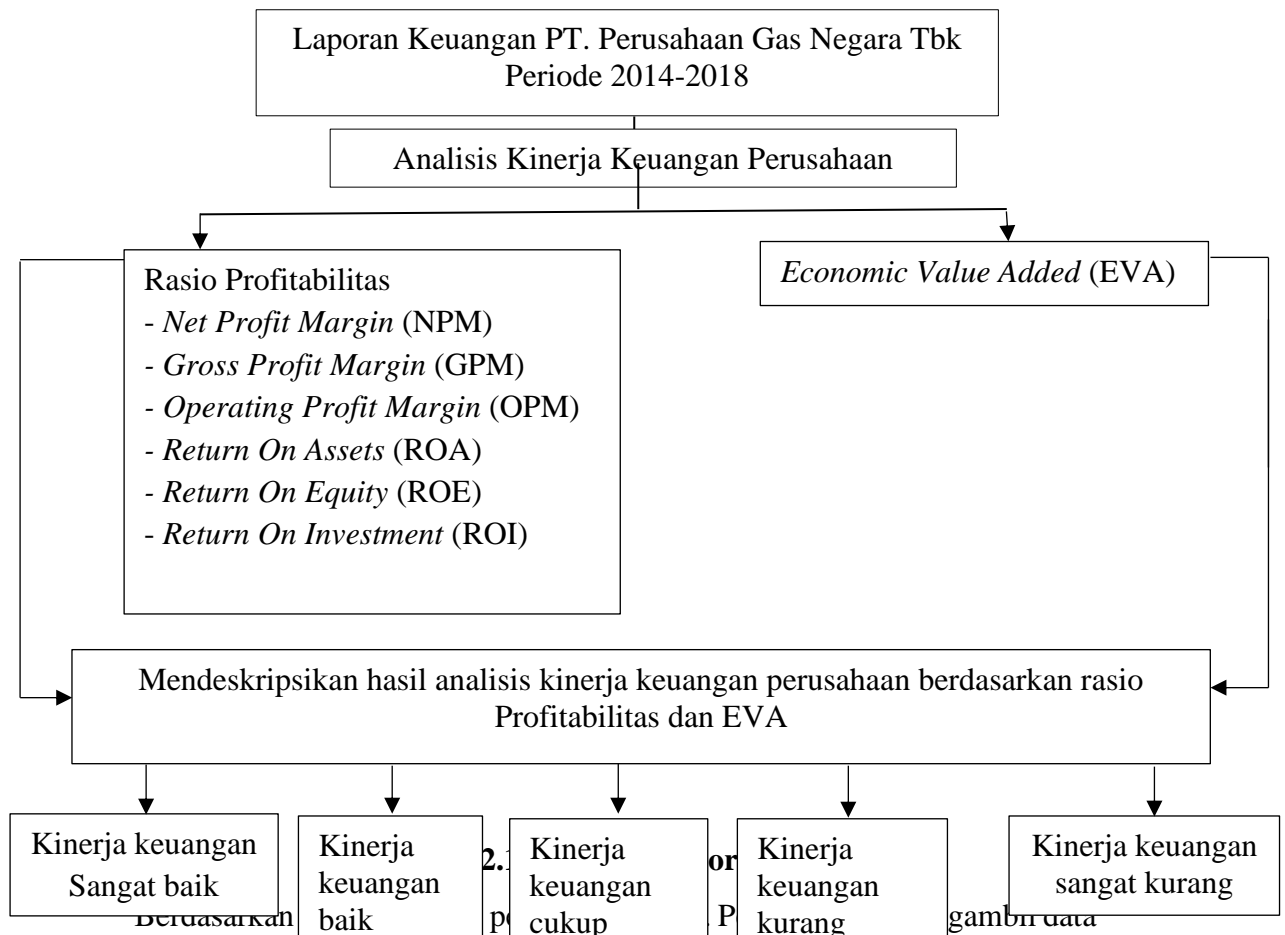 Laporan Keuangan PT. Perusahaan Gas Negara Tbk
Periode 2014-2018
Analisis Kinerja Keuangan Perusahaan
Rasio Profitabilitas
- Net Profit Margin (NPM)
- Gross Profit Margin (GPM)
- Operating Profit Margin (OPM)
- Return On Assets (ROA)
- Return On Equity (ROE)
- Return On Investment (ROI)
Economic Value Added (EVA)
Mendeskripsikan hasil analisis kinerja keuangan perusahaan berdasarkan rasio
Profitabilitas dan EVA
Kinerja keuangan
Sangat baik
Kinerja
keuangan
baik
Kinerja
keuangan
cukup
Kinerja
keuangan
kurang
Kinerja keuangan
sangat kurang
Berdasarkan data